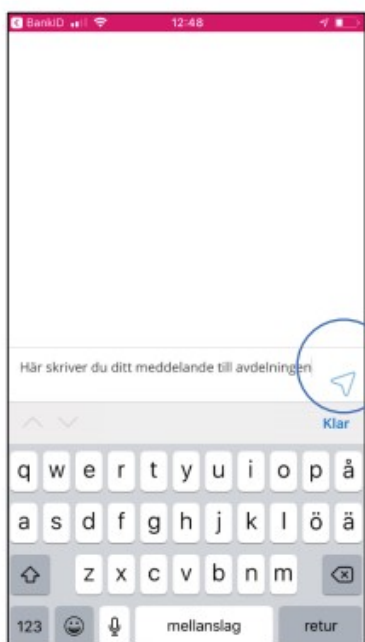 BankID 12:48
Här skriver du ditt meddelande till avdelningen
Klar
q w e r t y u i o p å
a s d f g h j k l ö ä
z x c v b n m
123 mellanslag retur